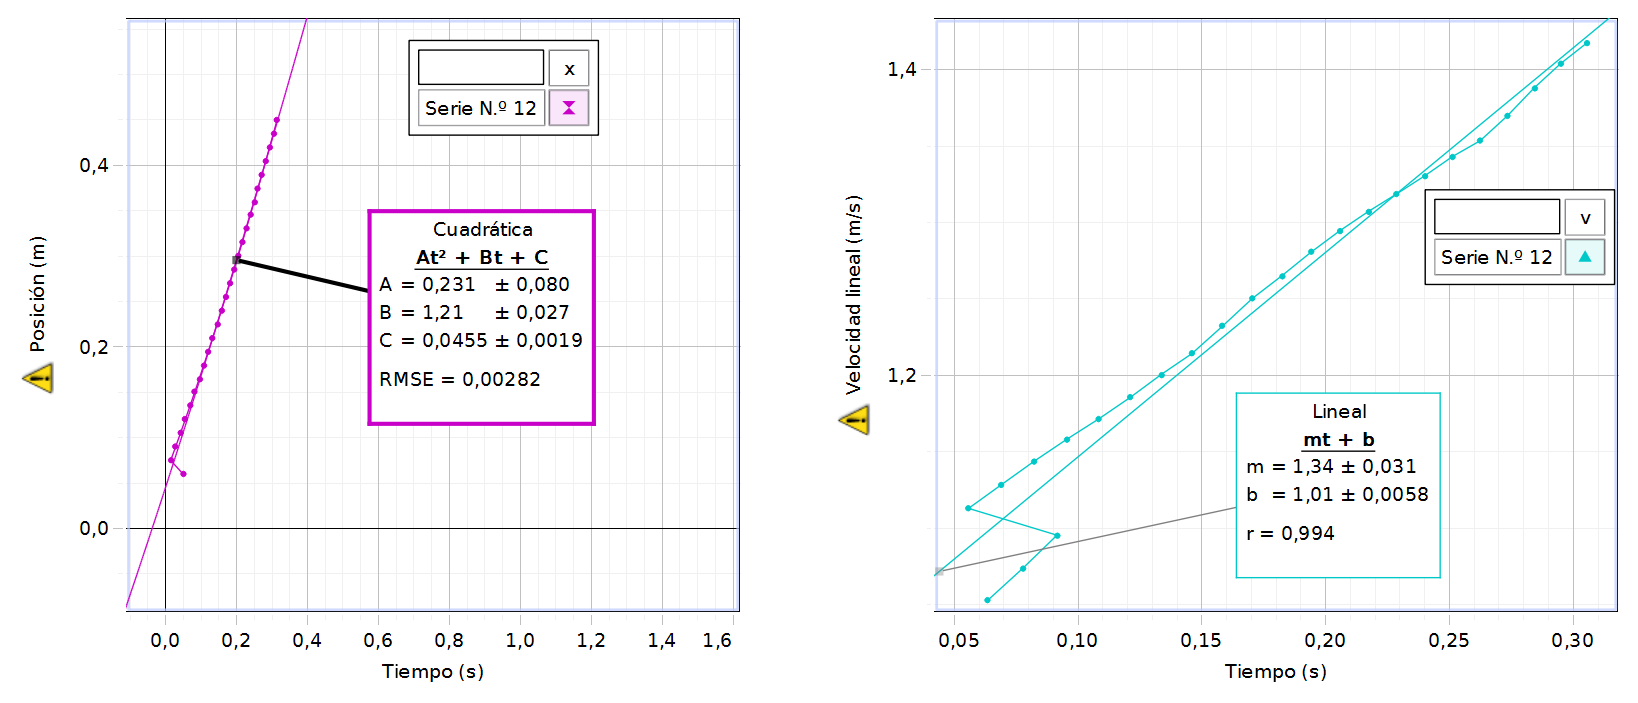 x
Serie N.º 12
Cuadrática
At² + Bt + C
A = 0,231 ± 0,080
B = 1,21 ± 0,027
C = 0,0455 ± 0,0019
RMSE = 0,00282
Posición (m)
0,4
0,2
0,0
0,0 0,2 0,4 0,6 0,8 1,0 1,2 1,4 1,6
Tiempo (s)
v
Serie N.º 12
Lineal
mt + b
m = 1,34 ± 0,031
b = 1,01 ± 0,0058
r = 0,994
Velocidad lineal (m/s)
1,4
1,2
0,05 0,10 0,15 0,20 0,25 0,30
Tiempo (s)